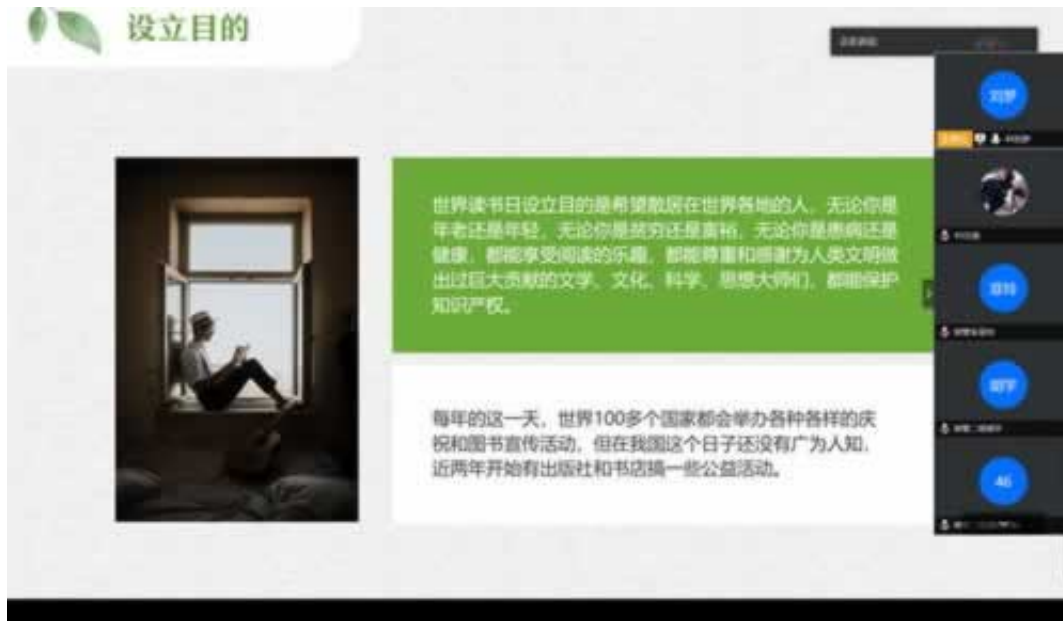 设立目的
世界读书日设立目的是希望散居在世界各地的人，无论你是
年老还是年轻，无论你是贫穷还是富裕，无论你是患病还是
健康，都能享受阅读的乐趣，都能尊重和感谢为人类文明做
出过巨大贡献的文学、文化、科学、思想大师们，都能保护
知识产权。
每年的这一天，世界100多个国家都会举办各种各样的庆
祝和图书宣传活动，但在我国这个日子还没有广为人知，
近两年开始有出版社和书店搞一些公益活动。
刘梦
46